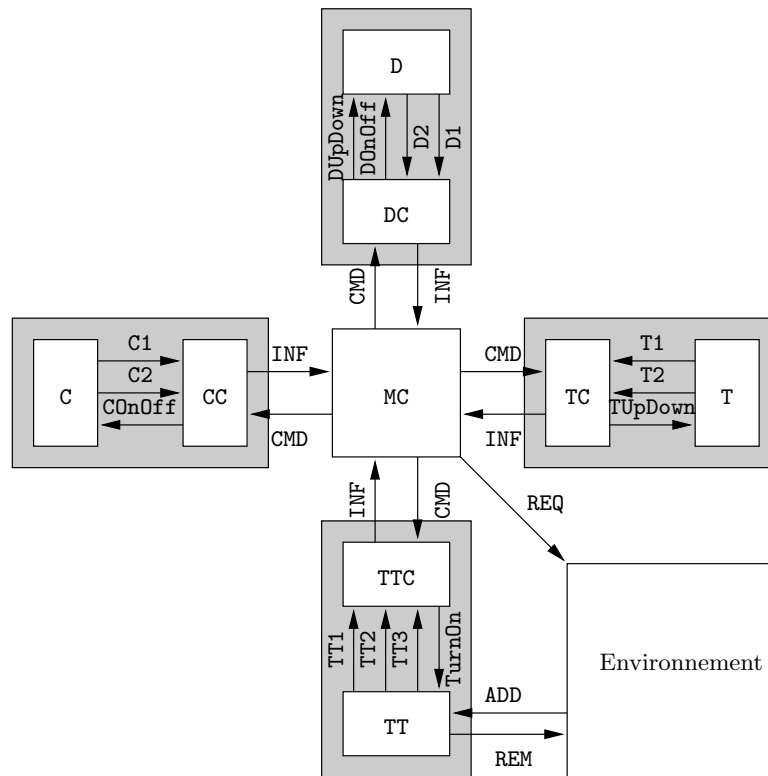 D
DUpDown
DOnOff
D2
D1
DC
CMD
INF
C1
C2
COnOff
C
CC
INF
CMD
MC
CMD
INF
T1
T2
TUpDown
TC
T
INF
CMD
REQ
TTC
TT1
TT2
TT3
TurnOn
TT
ADD
REM
Environnement